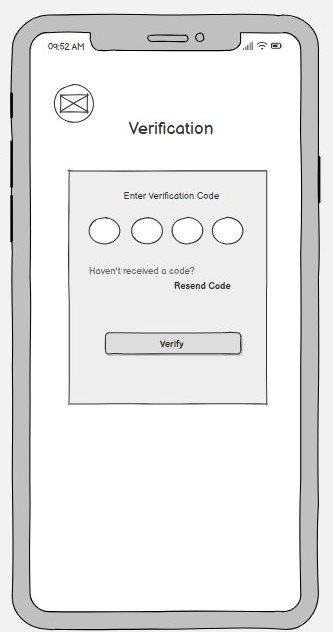 09:52 AM
Verification
Enter Verification Code
Haven't received a code?
Resend Code
Verify